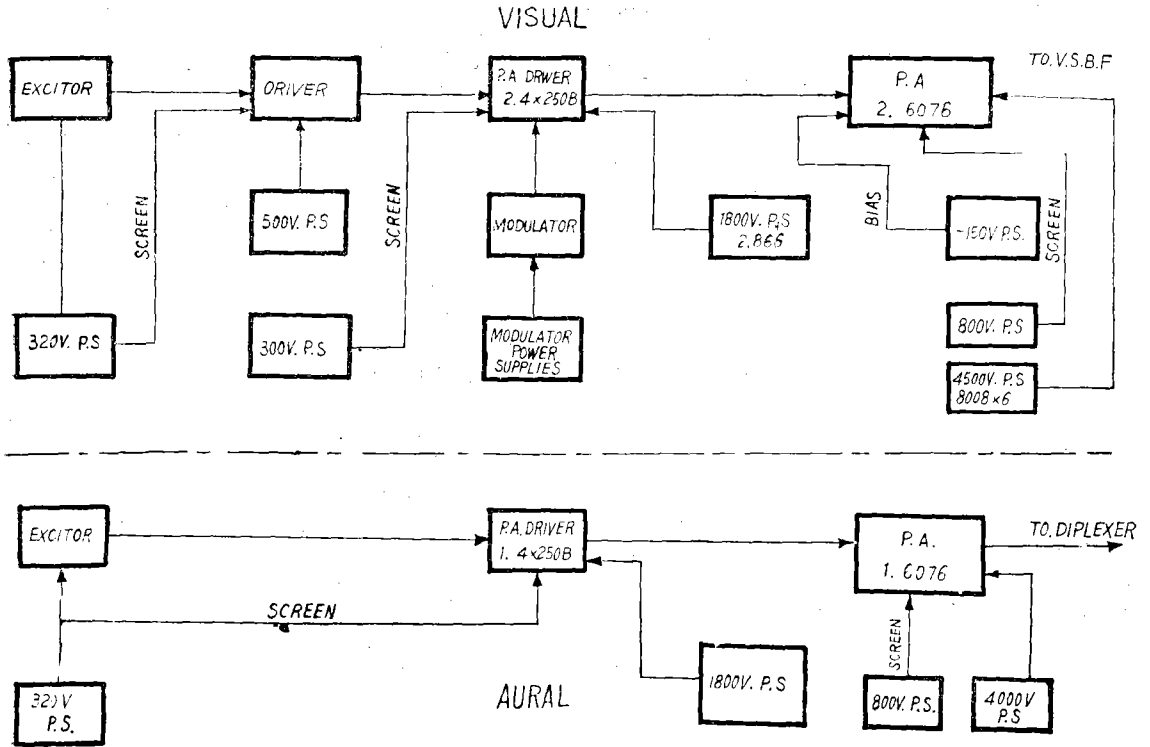 VISUAL
EXCITOR
DRIVER
P.A DRWER
2. 4×250B
P.A
2. 6076
TO.V.S.B.F
SCREEN
500V. P.S
SCREEN
MODULATOR
1800V. P.S
2.866
BIAS
-150V P.S.
SCREEN
320V. P.S
300V. P.S
MODULATOR
POWER
SUPPLIES
800V. P.S
4500V. P.S
8008×6
EXCITOR
P.A. DRIVER
1. 4×250B
P.A.
1. 6076
TO.DIPLEXER
SCREEN
SCREEN
320V
P.S.
AURAL
1800V. P.S
800V. P.S.
4000V
P.S